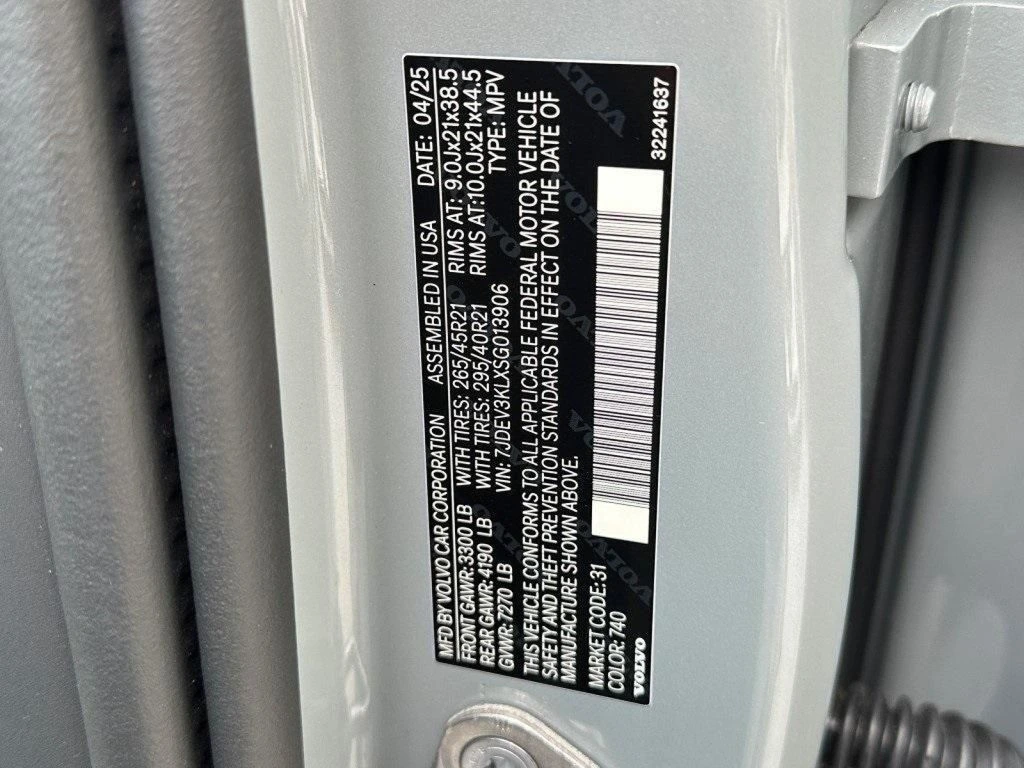 MFD BY VOLVO CAR CORPORATION ASSEMBLED IN USA DATE: 04/25
FRONT GAWR:3300 LB WITH TIRES: 265/45R21 RIMS AT: 9.0Jx21x38.5
REAR GAWR:4190 LB WITH TIRES: 295/40R21 RIMS AT:10.0Jx21x44.5
GVWR: 7270 LB VIN: 7JDEV3KLXSG013906 TYPE: MPV
THIS VEHICLE CONFORMS TO ALL APPLICABLE FEDERAL MOTOR VEHICLE
SAFETY AND THEFT PREVENTION STANDARDS IN EFFECT ON THE DATE OF
MANUFACTURE SHOWN ABOVE.
MARKET CODE:31
COLOR: 740
VOLVO
32241637